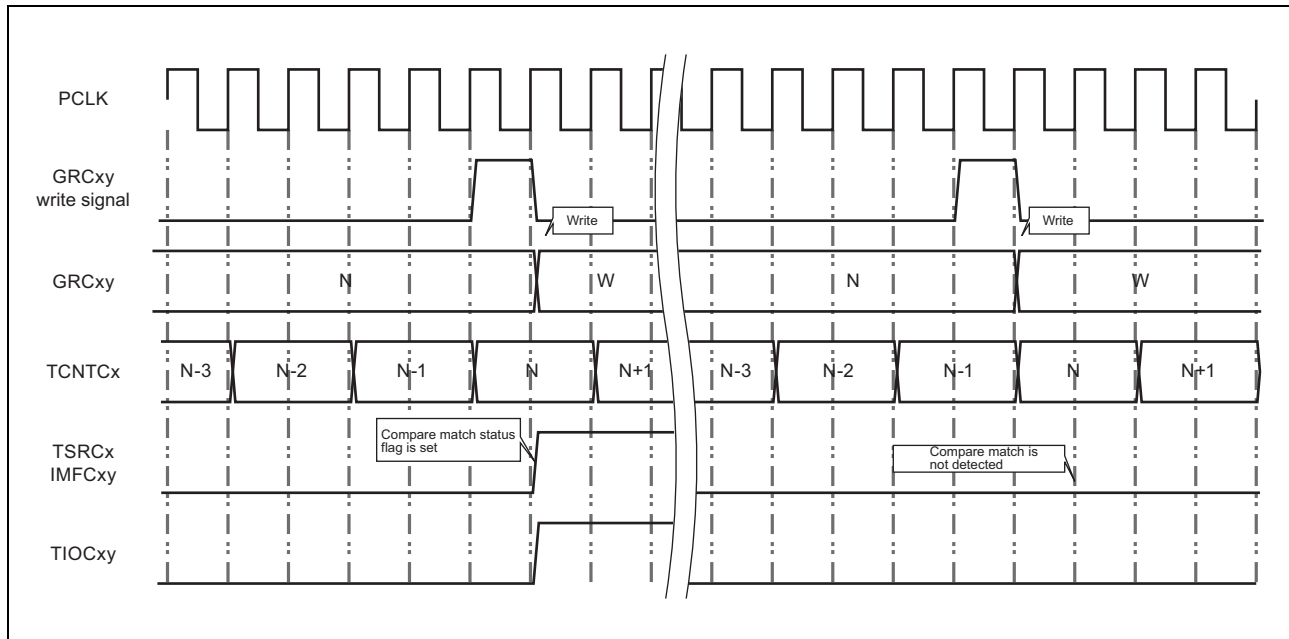 PCLK
GRCxy
write signal
Write
Write
GRCxy
N
W
N
W
TCNTCx
N-3
N-2
N-1
N
N+1
N-3
N-2
N-1
N
N+1
TSRCx
IMFCxy
Compare match status
flag is set
Compare match is
not detected
TIOCxy